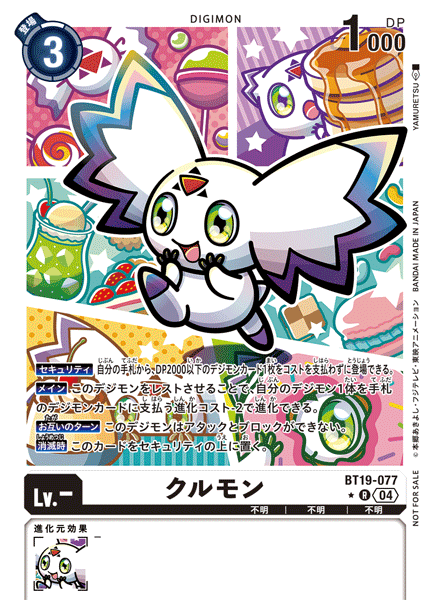 DIGIMON
登場
3
DP
1000
YAMURETSU
BANDAI MADE IN JAPAN
©本郷あきよし・フジテレビ・東映アニメーション
NOT FOR SALE
セキュリティ 自分の手札から、DP2000以下のデジモンカード1枚をコストを支払わずに登場できる。
メイン このデジモンをレストさせることで、自分のデジモン1体を手札
のデジモンカードに支払う進化コスト-2で進化できる。
お互いのターン このデジモンはアタックとブロックができない。
消滅時 このカードをセキュリティの上に置く。
Lv.-
クルモン
BT19-077
R 04
不明 不明 不明
進化元効果